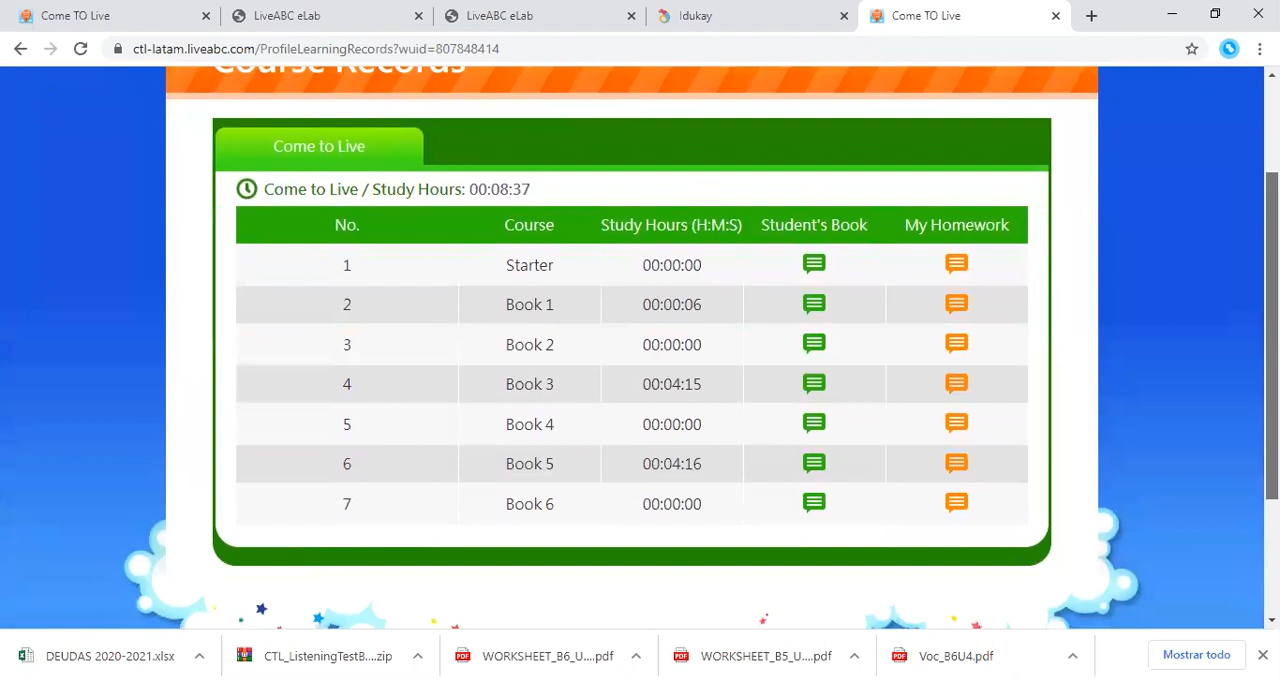 Come TO Live
LiveABC eLab
LiveABC eLab
Idukay
Come TO Live
ctl-latam.liveabc.com/ProfileLearningRecords?wuid=807848414
Course Records
Come to Live
Come to Live / Study Hours: 00:08:37
No. Course Study Hours (H:M:S) Student's Book My Homework
1 Starter 00:00:00
2 Book 1 00:00:06
3 Book 2 00:00:00
4 Book 3 00:04:15
5 Book 4 00:00:00
6 Book 5 00:04:16
7 Book 6 00:00:00
DEUDAS 2020-2021.xlsx
CTL_ListeningTestB....zip
WORKSHEET_B6_U....pdf
WORKSHEET_B5_U....pdf
Voc_B6U4.pdf
Mostrar todo